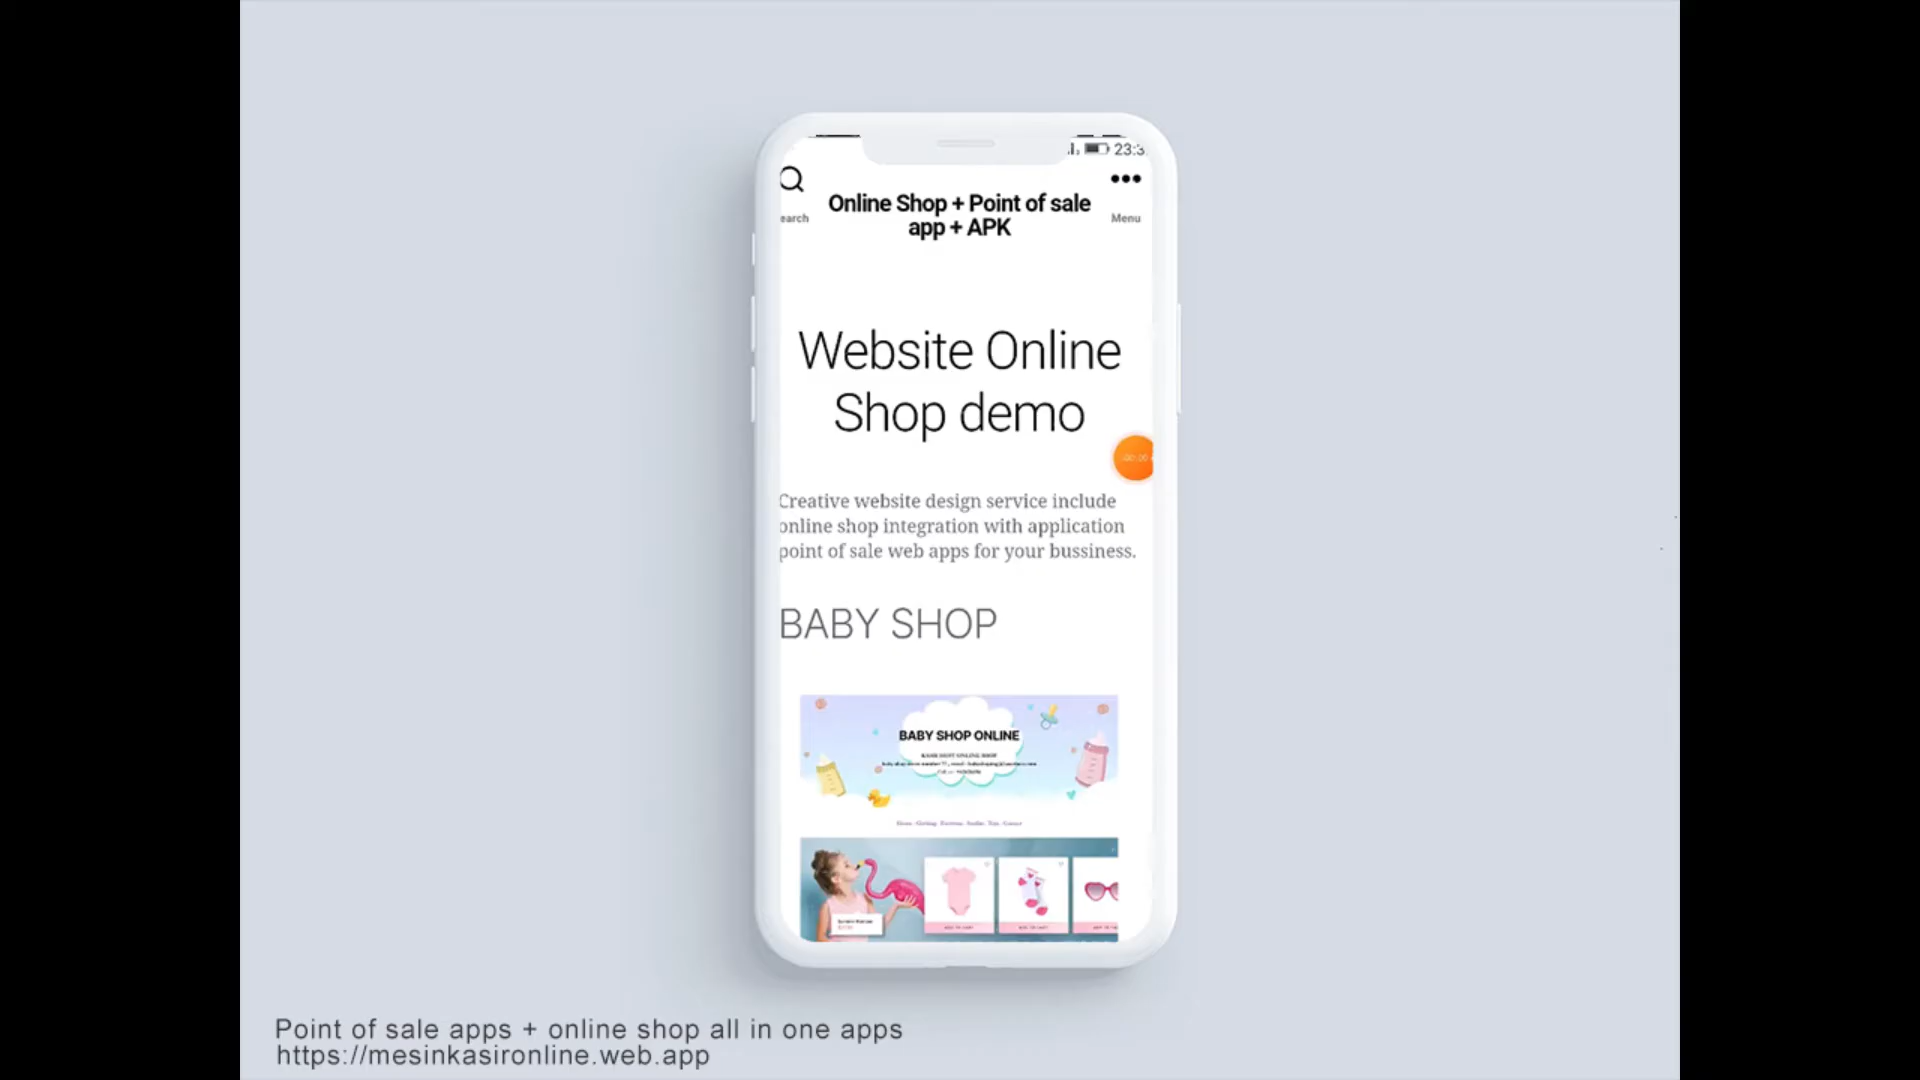 23:3
earch
Online Shop + Point of sale
app + APK
Menu
Website Online
Shop demo
Creative website design service include
online shop integration with application
point of sale web apps for your bussiness.
BABY SHOP
BABY SHOP ONLINE
Point of sale apps + online shop all in one apps
https://mesinkasironline.web.app